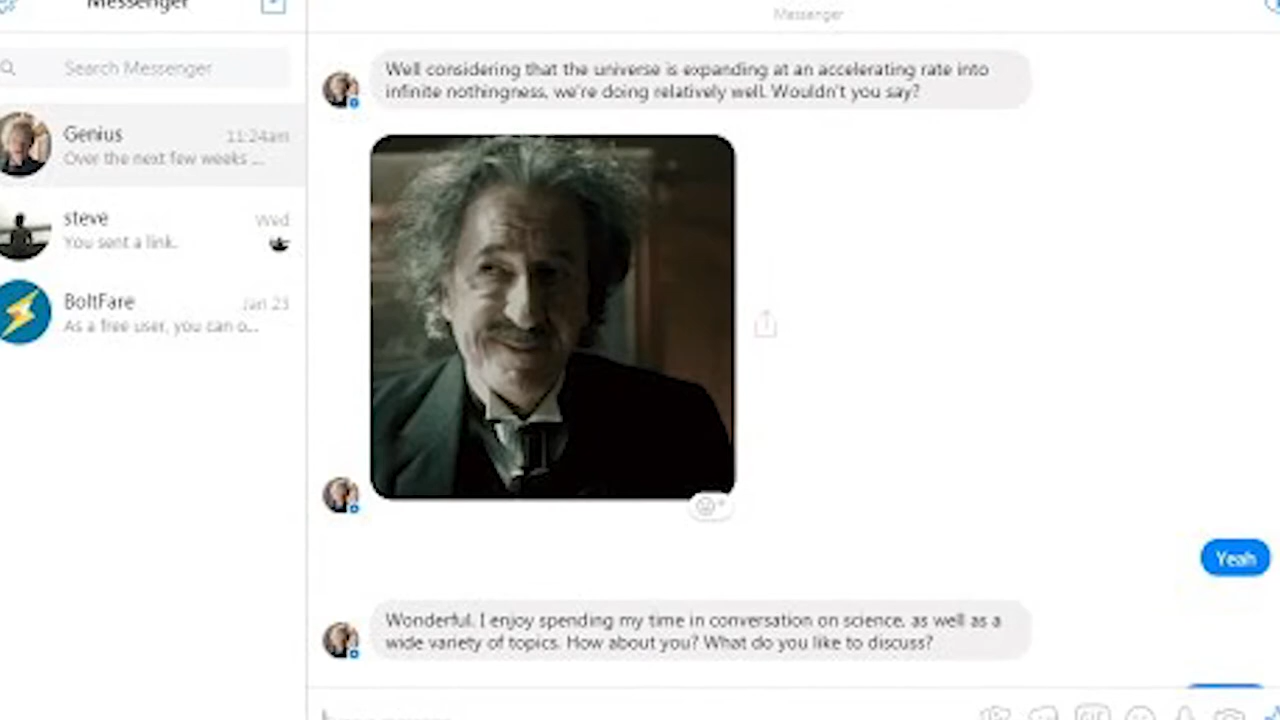 Messenger
Messenger
Search Messenger
Genius 11:24am
Over the next few weeks ...
steve Wed
You sent a link.
BoltFare Jan 23
As a free user, you can o...
Well considering that the universe is expanding at an accelerating rate into
infinite nothingness, we're doing relatively well. Wouldn't you say?
Yeah
Wonderful. I enjoy spending my time in conversation on science, as well as a
wide variety of topics. How about you? What do you like to discuss?
GIF